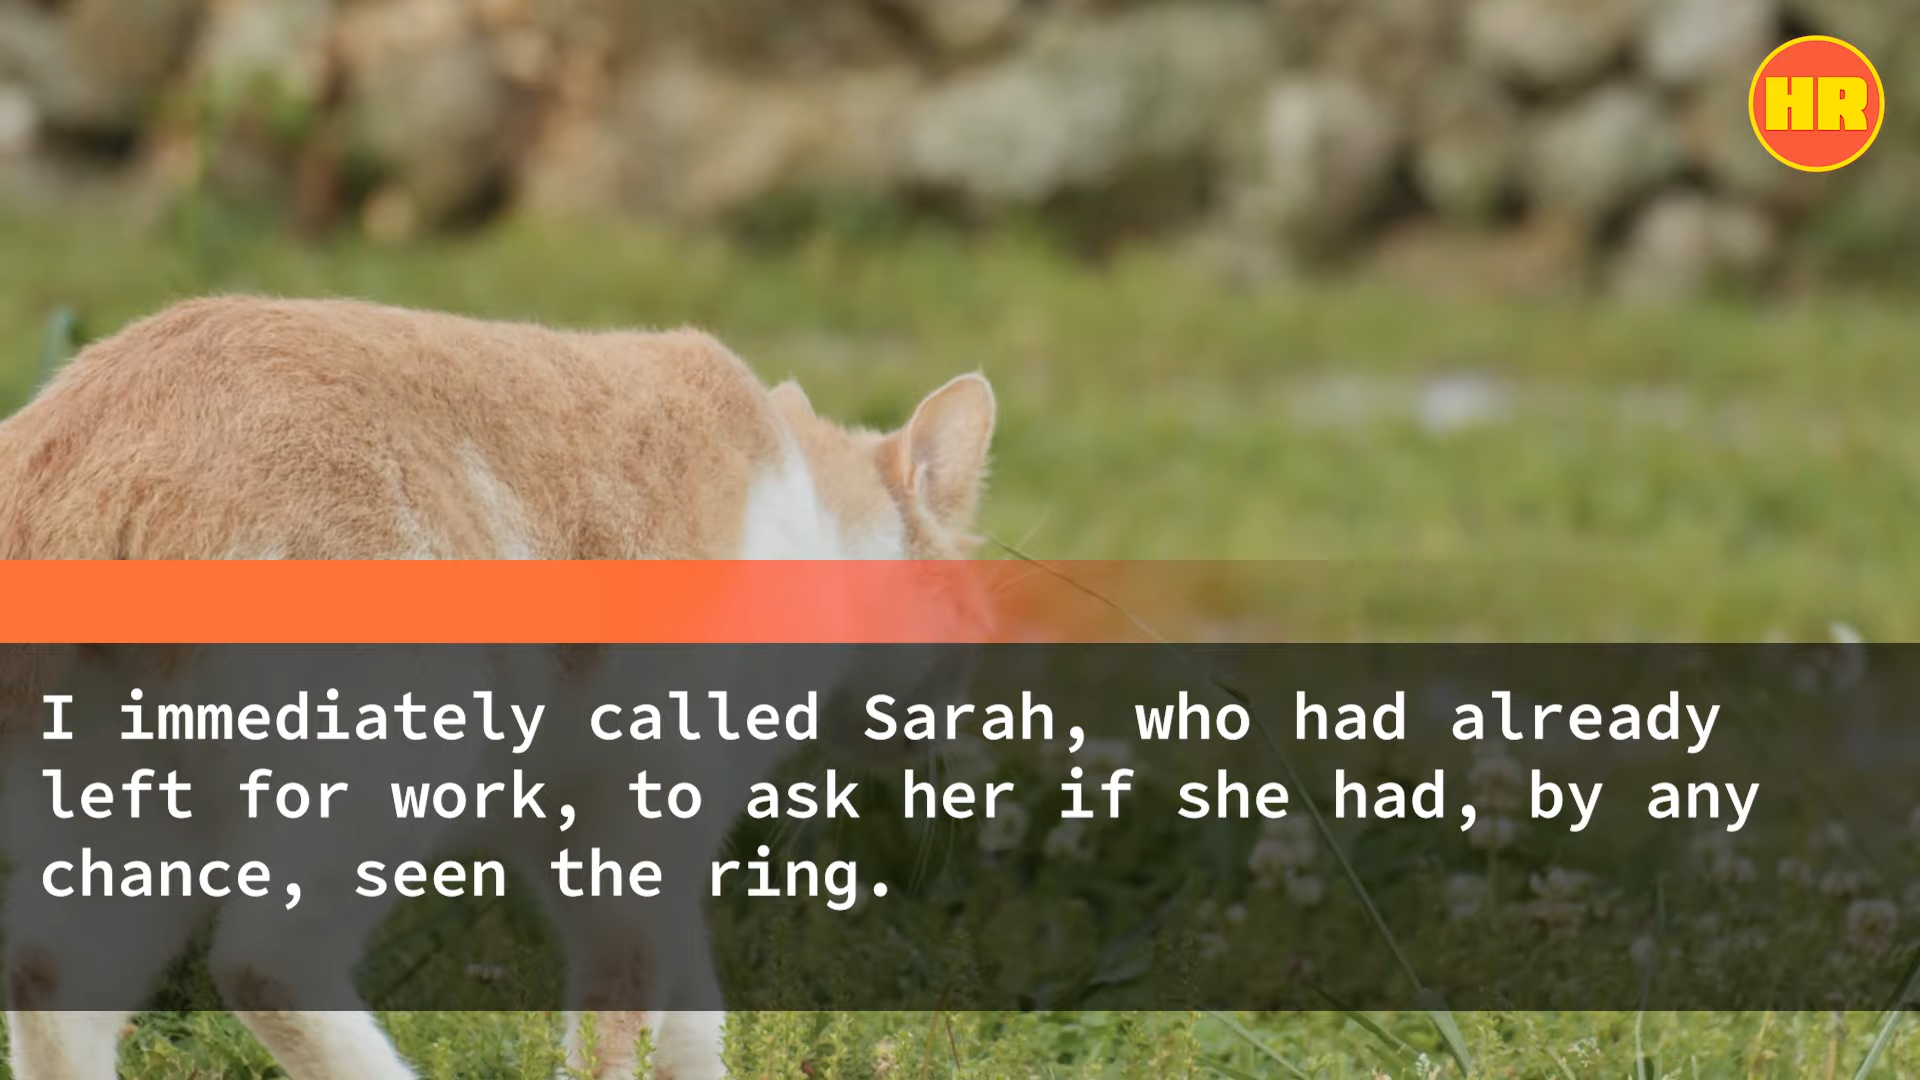 HR
I immediately called Sarah, who had already
left for work, to ask her if she had, by any
chance, seen the ring.